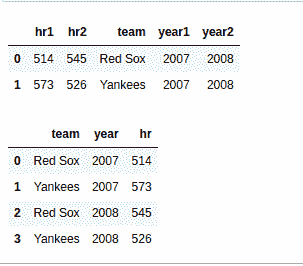 hr1 hr2 team year1 year2
0 514 545 Red Sox 2007 2008
1 573 526 Yankees 2007 2008
team year hr
0 Red Sox 2007 514
1 Yankees 2007 573
2 Red Sox 2008 545
3 Yankees 2008 526